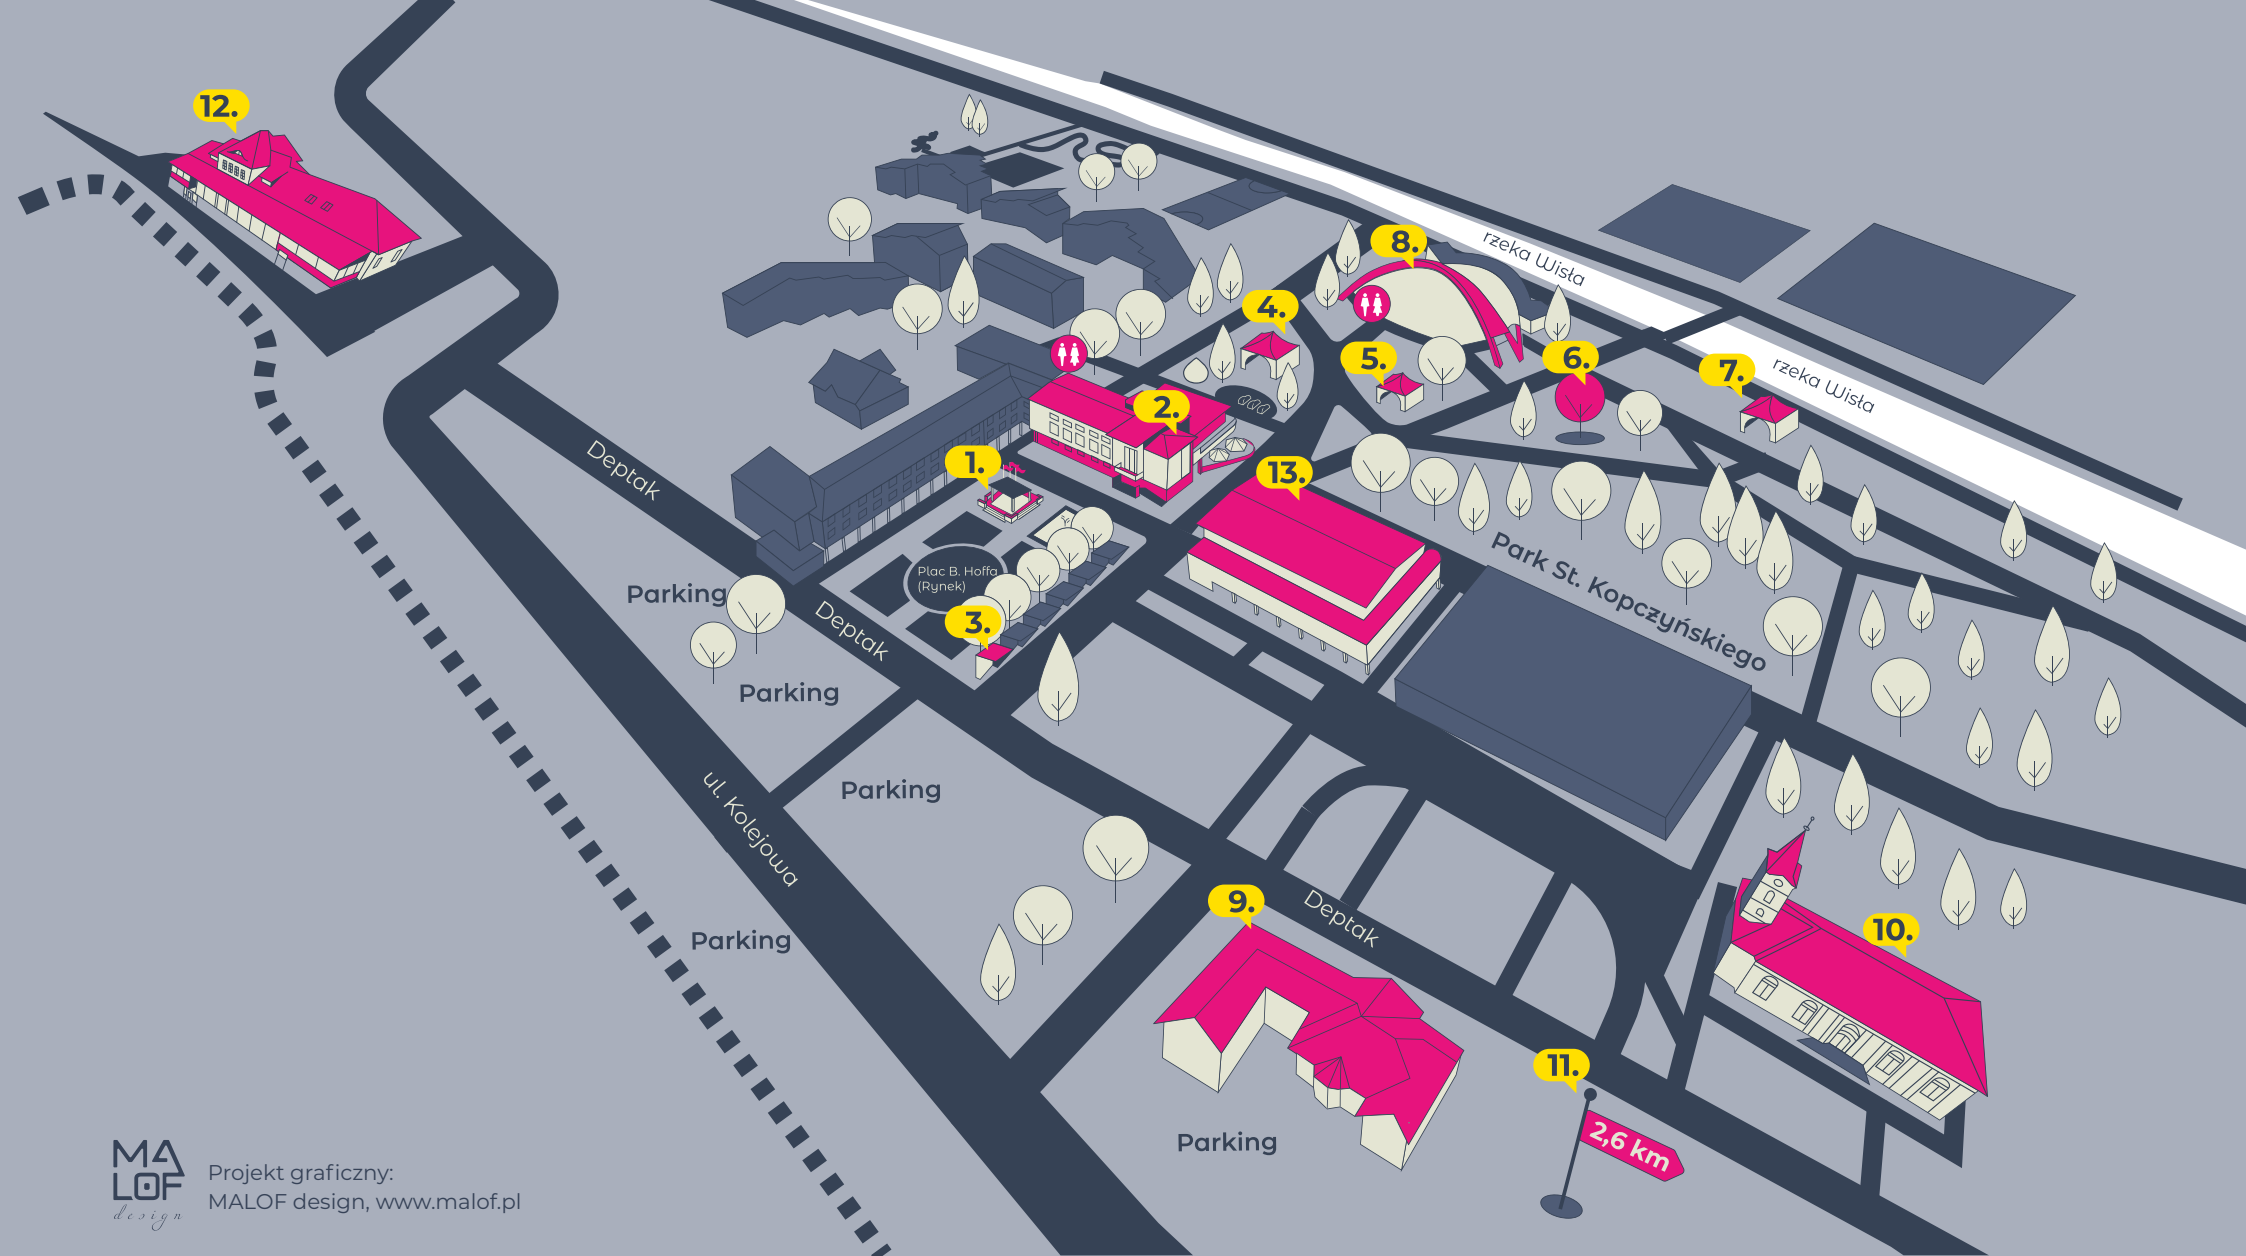 12.
8.
rzeka Wisła
4.
5.
6.
7.
rzeka Wisła
2.
1.
13.
Deptak
Park St. Kopczyńskiego
Plac B. Hoffa
(Rynek)
Parking
3.
Deptak
Parking
Parking
ul. Kolejowa
Parking
9.
Deptak
10.
11.
2,6 km
Parking
MA
LOF
design
Projekt graficzny:
MALOF design, www.malof.pl